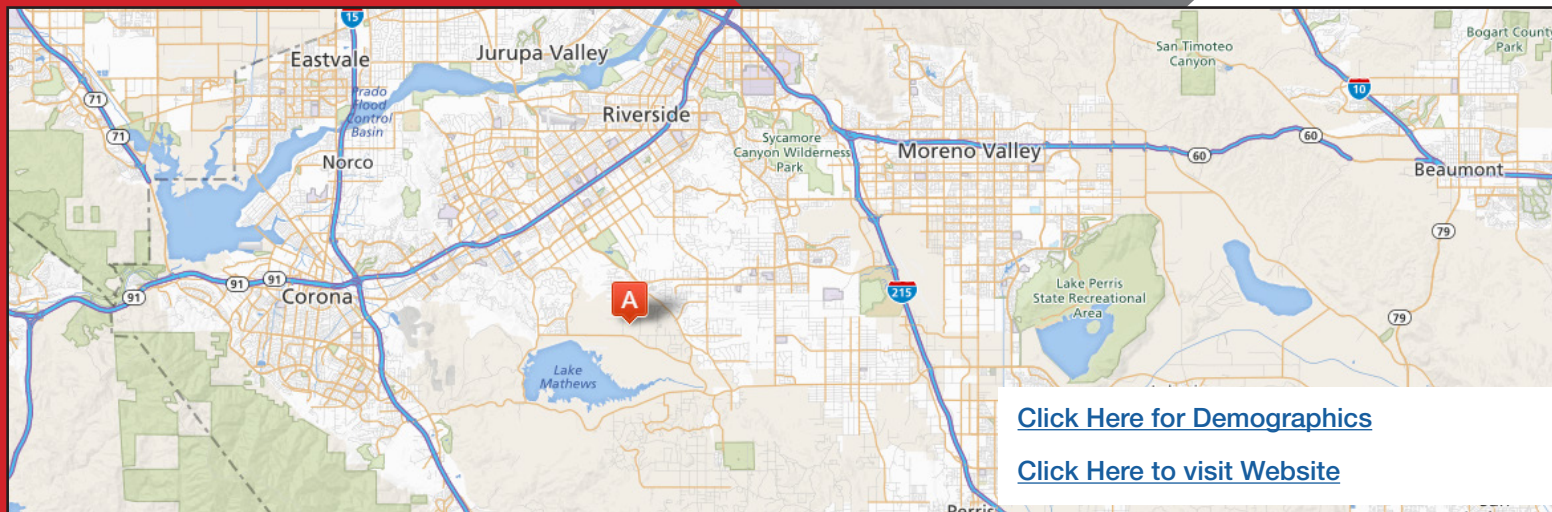 15
Eastvale
Jurupa Valley
San Timoteo
Canyon
Bogart County
Park
71
Prado
Flood
Control
Basin
10
71
Riverside
Norco
Sycamore
Canyon Wilderness
Park
Moreno Valley
60
60
Beaumont
79
91
91
91
Corona
A
215
Lake Perris
State Recreational
Area
79
Lake
Mathews
Click Here for Demographics
Click Here to visit Website
Perris